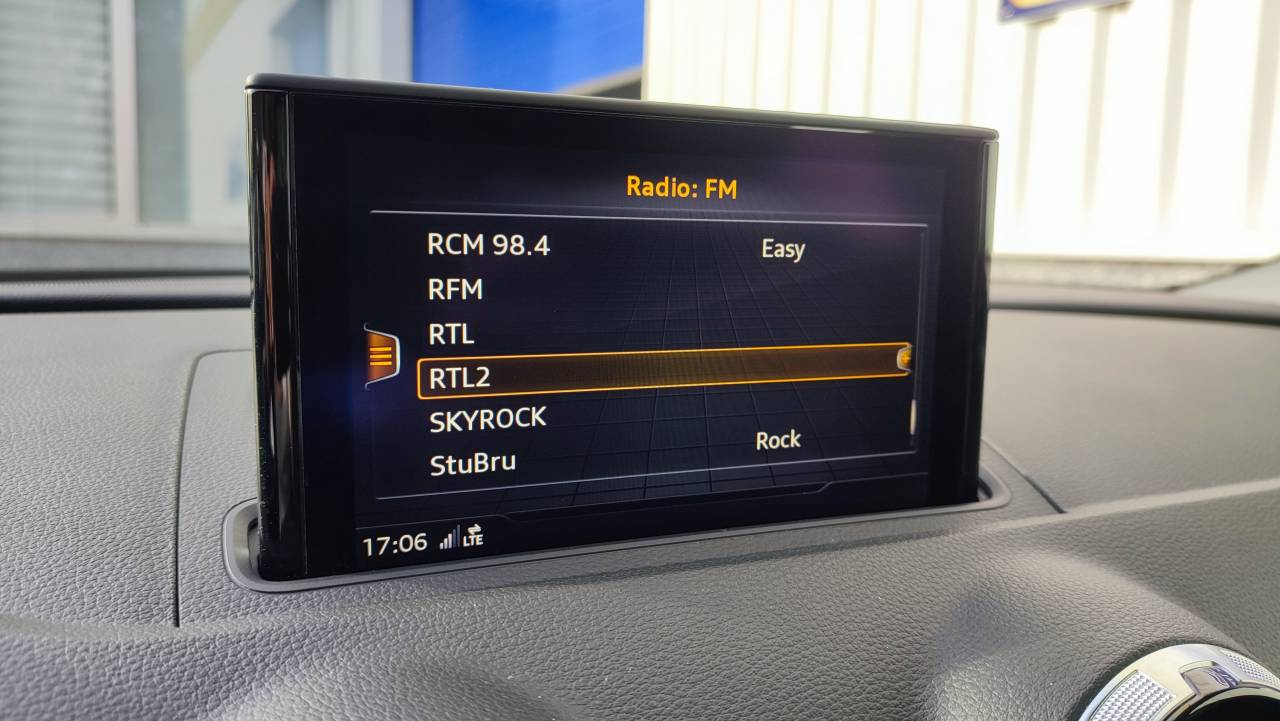 Radio: FM
RCM 98.4 Easy
RFM
RTL
RTL2
SKYROCK
StuBru Rock
17:06 LTE